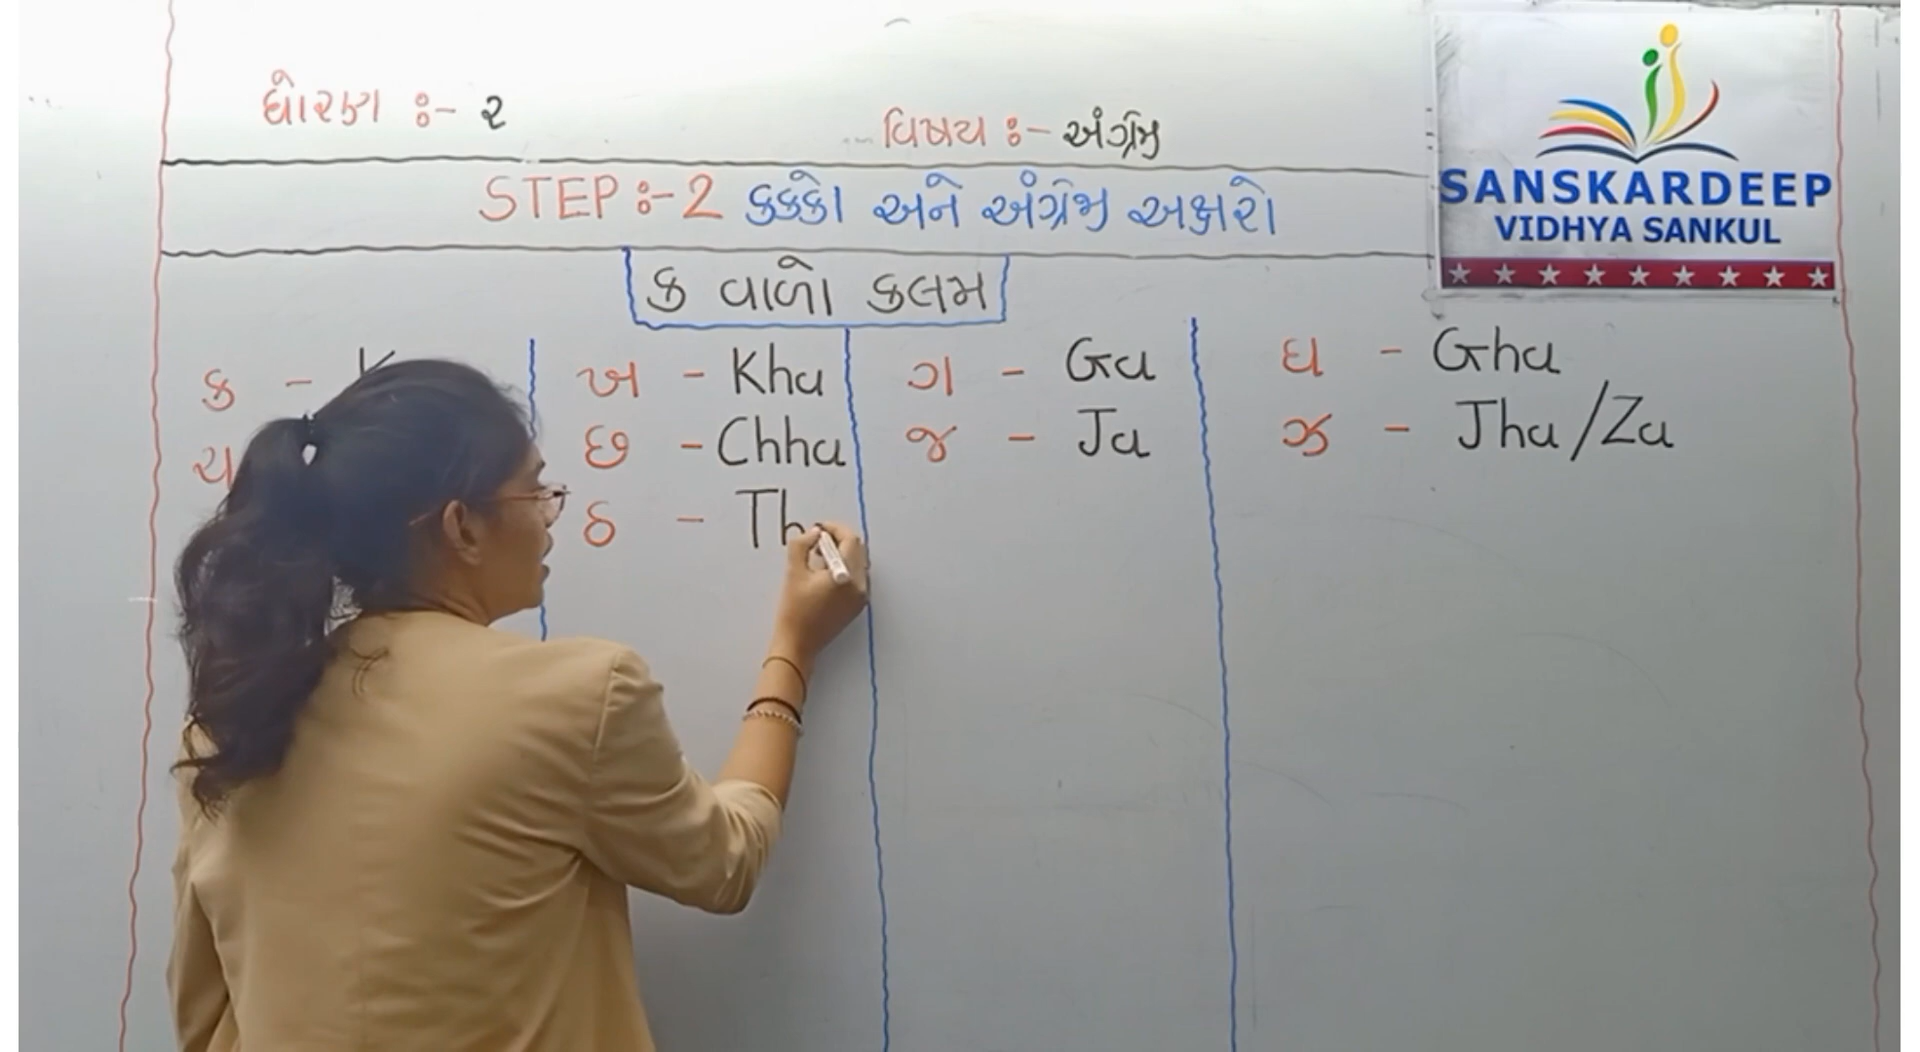 ધોરણ :- ૨
વિષય :- અંગ્રેજી
SANSKARDEEP
VIDHYA SANKUL
STEP :- 2 કક્કો અને અંગ્રેજી અક્ષરો
ક વાળો કલમ
ક - ખ - Kha ગ - Ga ઘ - Gha
ચ છ - Chha જ - Ja ઝ - Jha/Za
ઠ - Th